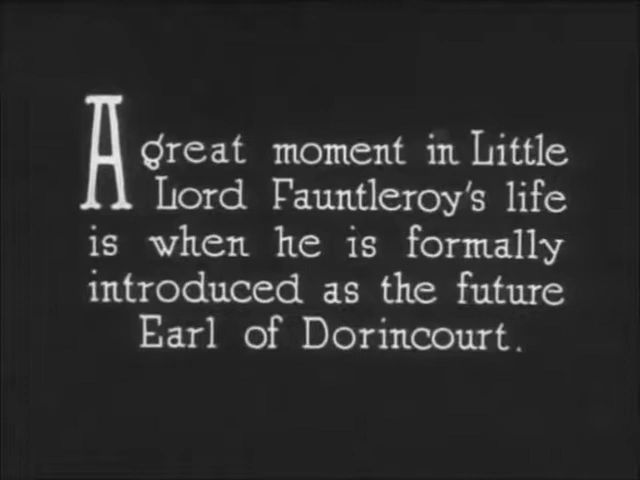 A great moment in Little
Lord Fauntleroy's life
is when he is formally
introduced as the future
Earl of Dorincourt.